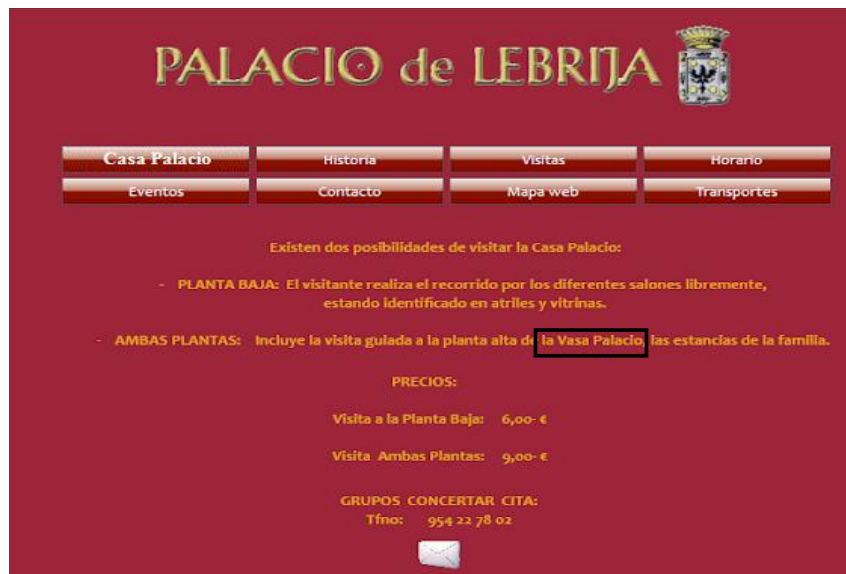 PALACIO de LEBRIJA
Casa Palacio Historia Visitas Horario
Eventos Contacto Mapa web Transportes
Existen dos posibilidades de visitar la Casa Palacio:
- PLANTA BAJA: El visitante realiza el recorrido por los diferentes salones libremente,
estando identificado en atriles y vitrinas.
- AMBAS PLANTAS: Incluye la visita guiada a la planta alta de la Vasa Palacio, las estancias de la familia.
PRECIOS:
Visita a la Planta Baja: 6,00- €
Visita Ambas Plantas: 9,00- €
GRUPOS CONCERTAR CITA:
Tfno: 954 22 78 02